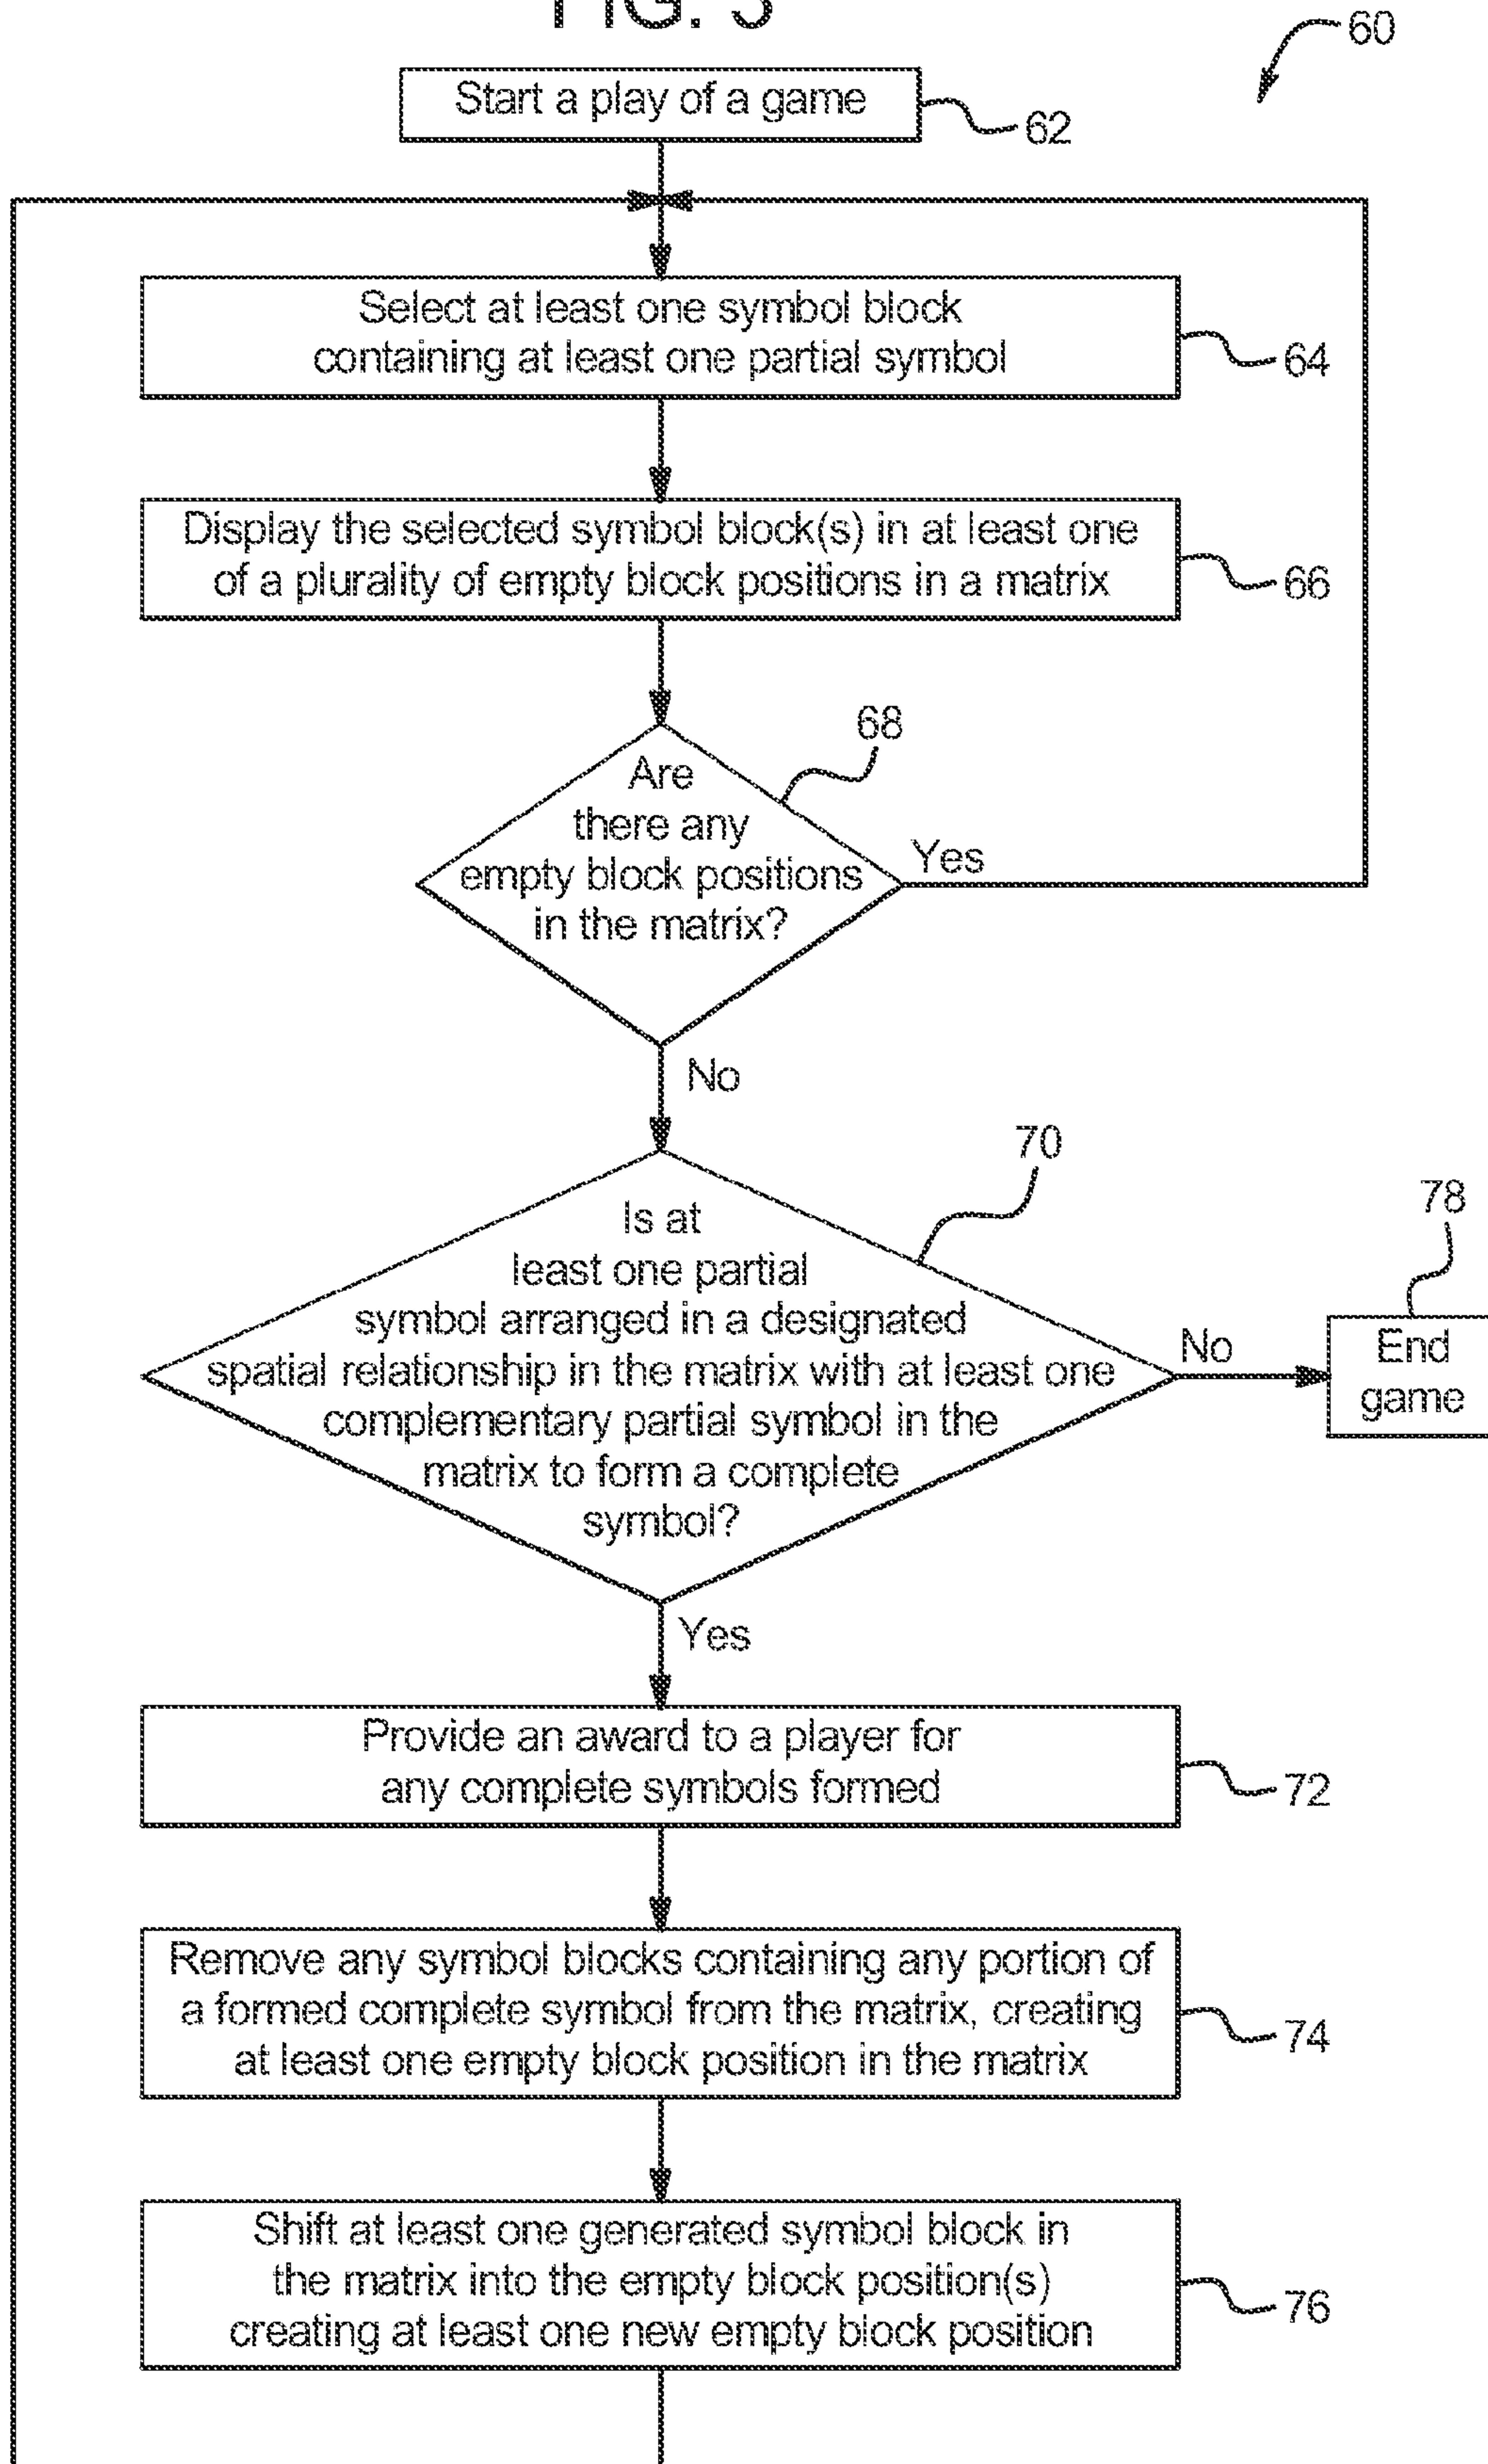 FIG. 3
60
Start a play of a game
62
Select at least one symbol block
containing at least one partial symbol
64
Display the selected symbol block(s) in at least one
of a plurality of empty block positions in a matrix
66
68
Are
there any
empty block positions
in the matrix?
Yes
No
70
Is at
least one partial
symbol arranged in a designated
spatial relationship in the matrix with at least one
complementary partial symbol in the
matrix to form a complete
symbol?
No
78
End
game
Yes
Provide an award to a player for
any complete symbols formed
72
Remove any symbol blocks containing any portion of
a formed complete symbol from the matrix, creating
at least one empty block position in the matrix
74
Shift at least one generated symbol block in
the matrix into the empty block position(s)
creating at least one new empty block position
76